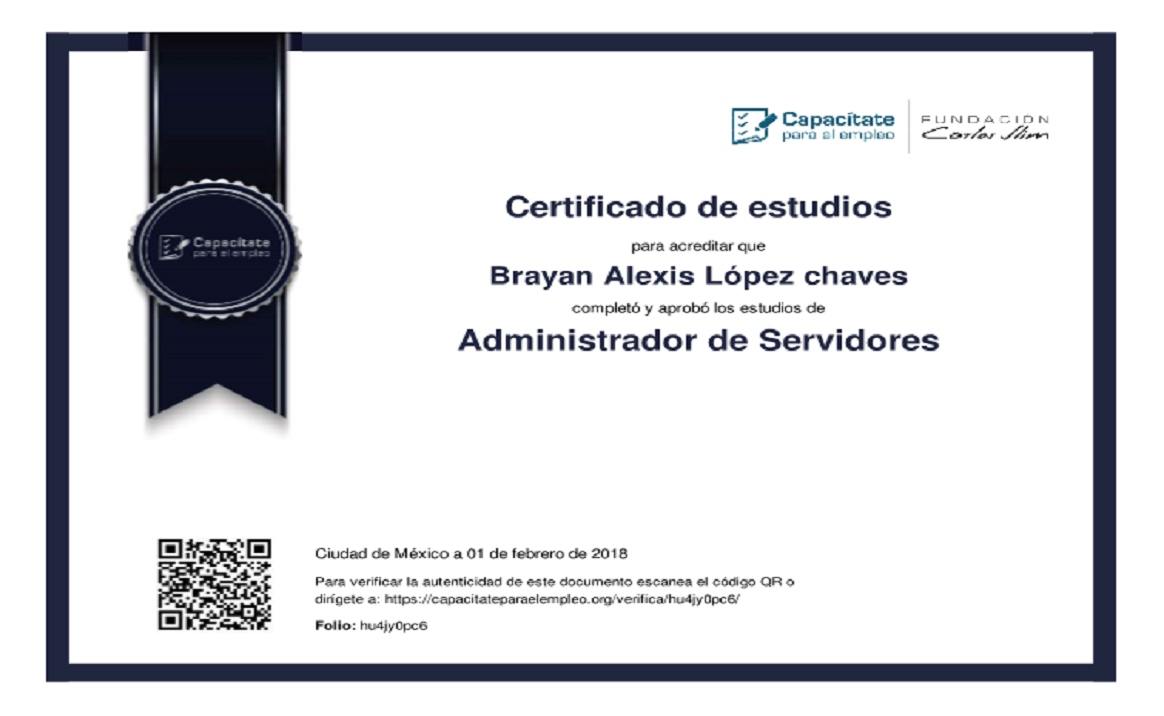 Capacítate
para el empleo
FUNDACIÓN
Carlos Slim
Certificado de estudios
para acreditar que
Capacítate
para el empleo
Brayan Alexis López chaves
completó y aprobó los estudios de
Administrador de Servidores
Ciudad de México a 01 de febrero de 2018
Para verificar la autenticidad de este documento escanea el código QR o
dirígete a: https://capacitateparaelempleo.org/verifica/hu4jy0pc6/
Folio: hu4jy0pc6